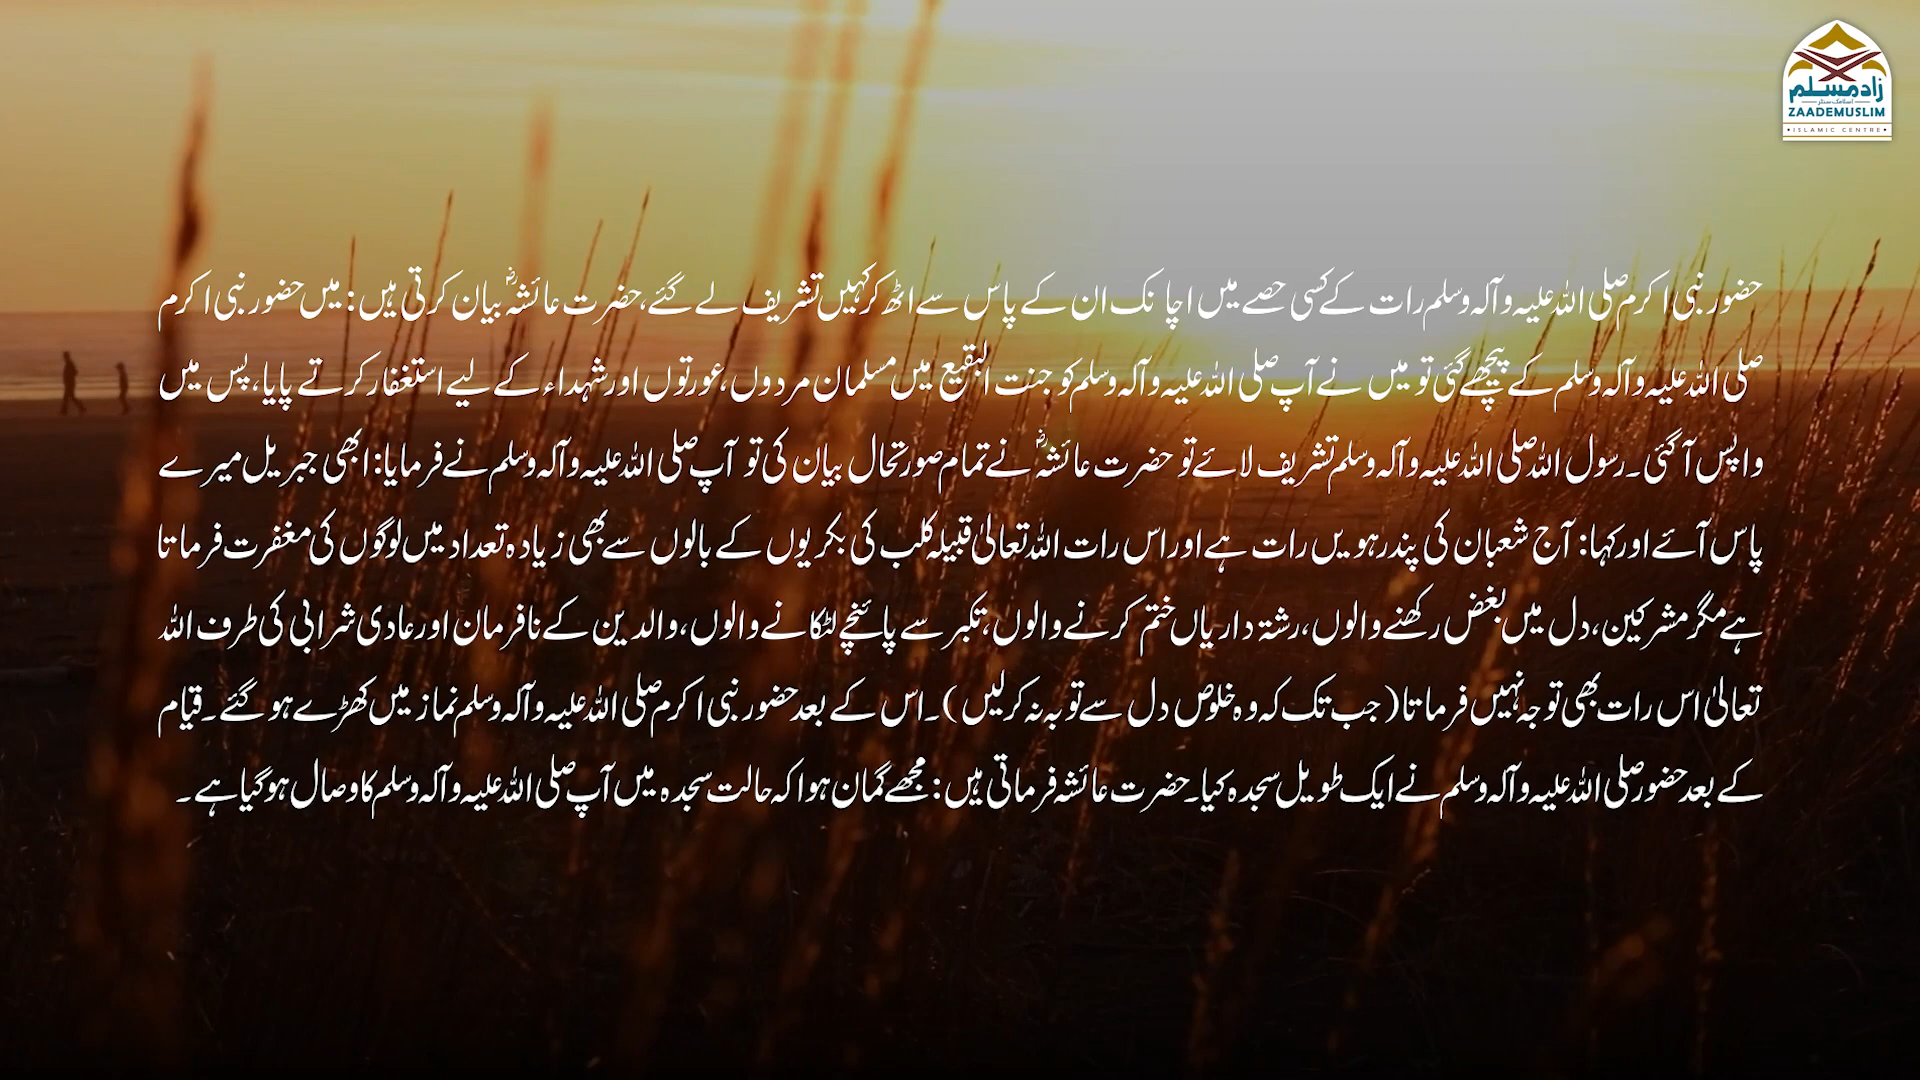 زادمسلم
اسلامک سنٹر
ZAADEMUSLIM
• ISLAMIC CENTRE •
حضور نبی اکرم صلی اللہ علیہ وآلہ وسلم رات کے کسی حصے میں اچانک ان کے پاس سے اٹھ کر کہیں تشریف لے گئے، حضرت عائشہؓ بیان کرتی ہیں: میں حضور نبی اکرم
صلی اللہ علیہ وآلہ وسلم کے پیچھے گئی تو میں نے آپ صلی اللہ علیہ وآلہ وسلم کو جنت البقیع میں مسلمان مردوں، عورتوں اور شہداء کے لیے استغفار کرتے پایا، پس میں
واپس آگئی۔ رسول اللہ صلی اللہ علیہ وآلہ وسلم تشریف لائے تو حضرت عائشہؓ نے تمام صورتحال بیان کی تو آپ صلی اللہ علیہ وآلہ وسلم نے فرمایا: ابھی جبریل میرے
پاس آئے اور کہا: آج شعبان کی پندرہویں رات ہے اور اس رات اللہ تعالیٰ قبیلہ کلب کی بکریوں کے بالوں سے بھی زیادہ تعداد میں لوگوں کی مغفرت فرماتا
ہے مگر مشرکین، دل میں بغض رکھنے والوں، رشتہ داریاں ختم کرنے والوں، تکبر سے پائنچے لٹکانے والوں، والدین کے نافرمان اور عادی شرابی کی طرف اللہ
تعالیٰ اس رات بھی توجہ نہیں فرماتا (جب تک کہ وہ خلوص دل سے توبہ نہ کرلیں)۔ اس کے بعد حضور نبی اکرم صلی اللہ علیہ وآلہ وسلم نماز میں کھڑے ہو گئے۔ قیام
کے بعد حضور صلی اللہ علیہ وآلہ وسلم نے ایک طویل سجدہ کیا۔ حضرت عائشہ فرماتی ہیں: مجھے گمان ہوا کہ حالت سجدہ میں آپ صلی اللہ علیہ وآلہ وسلم کا وصال ہو گیا ہے۔